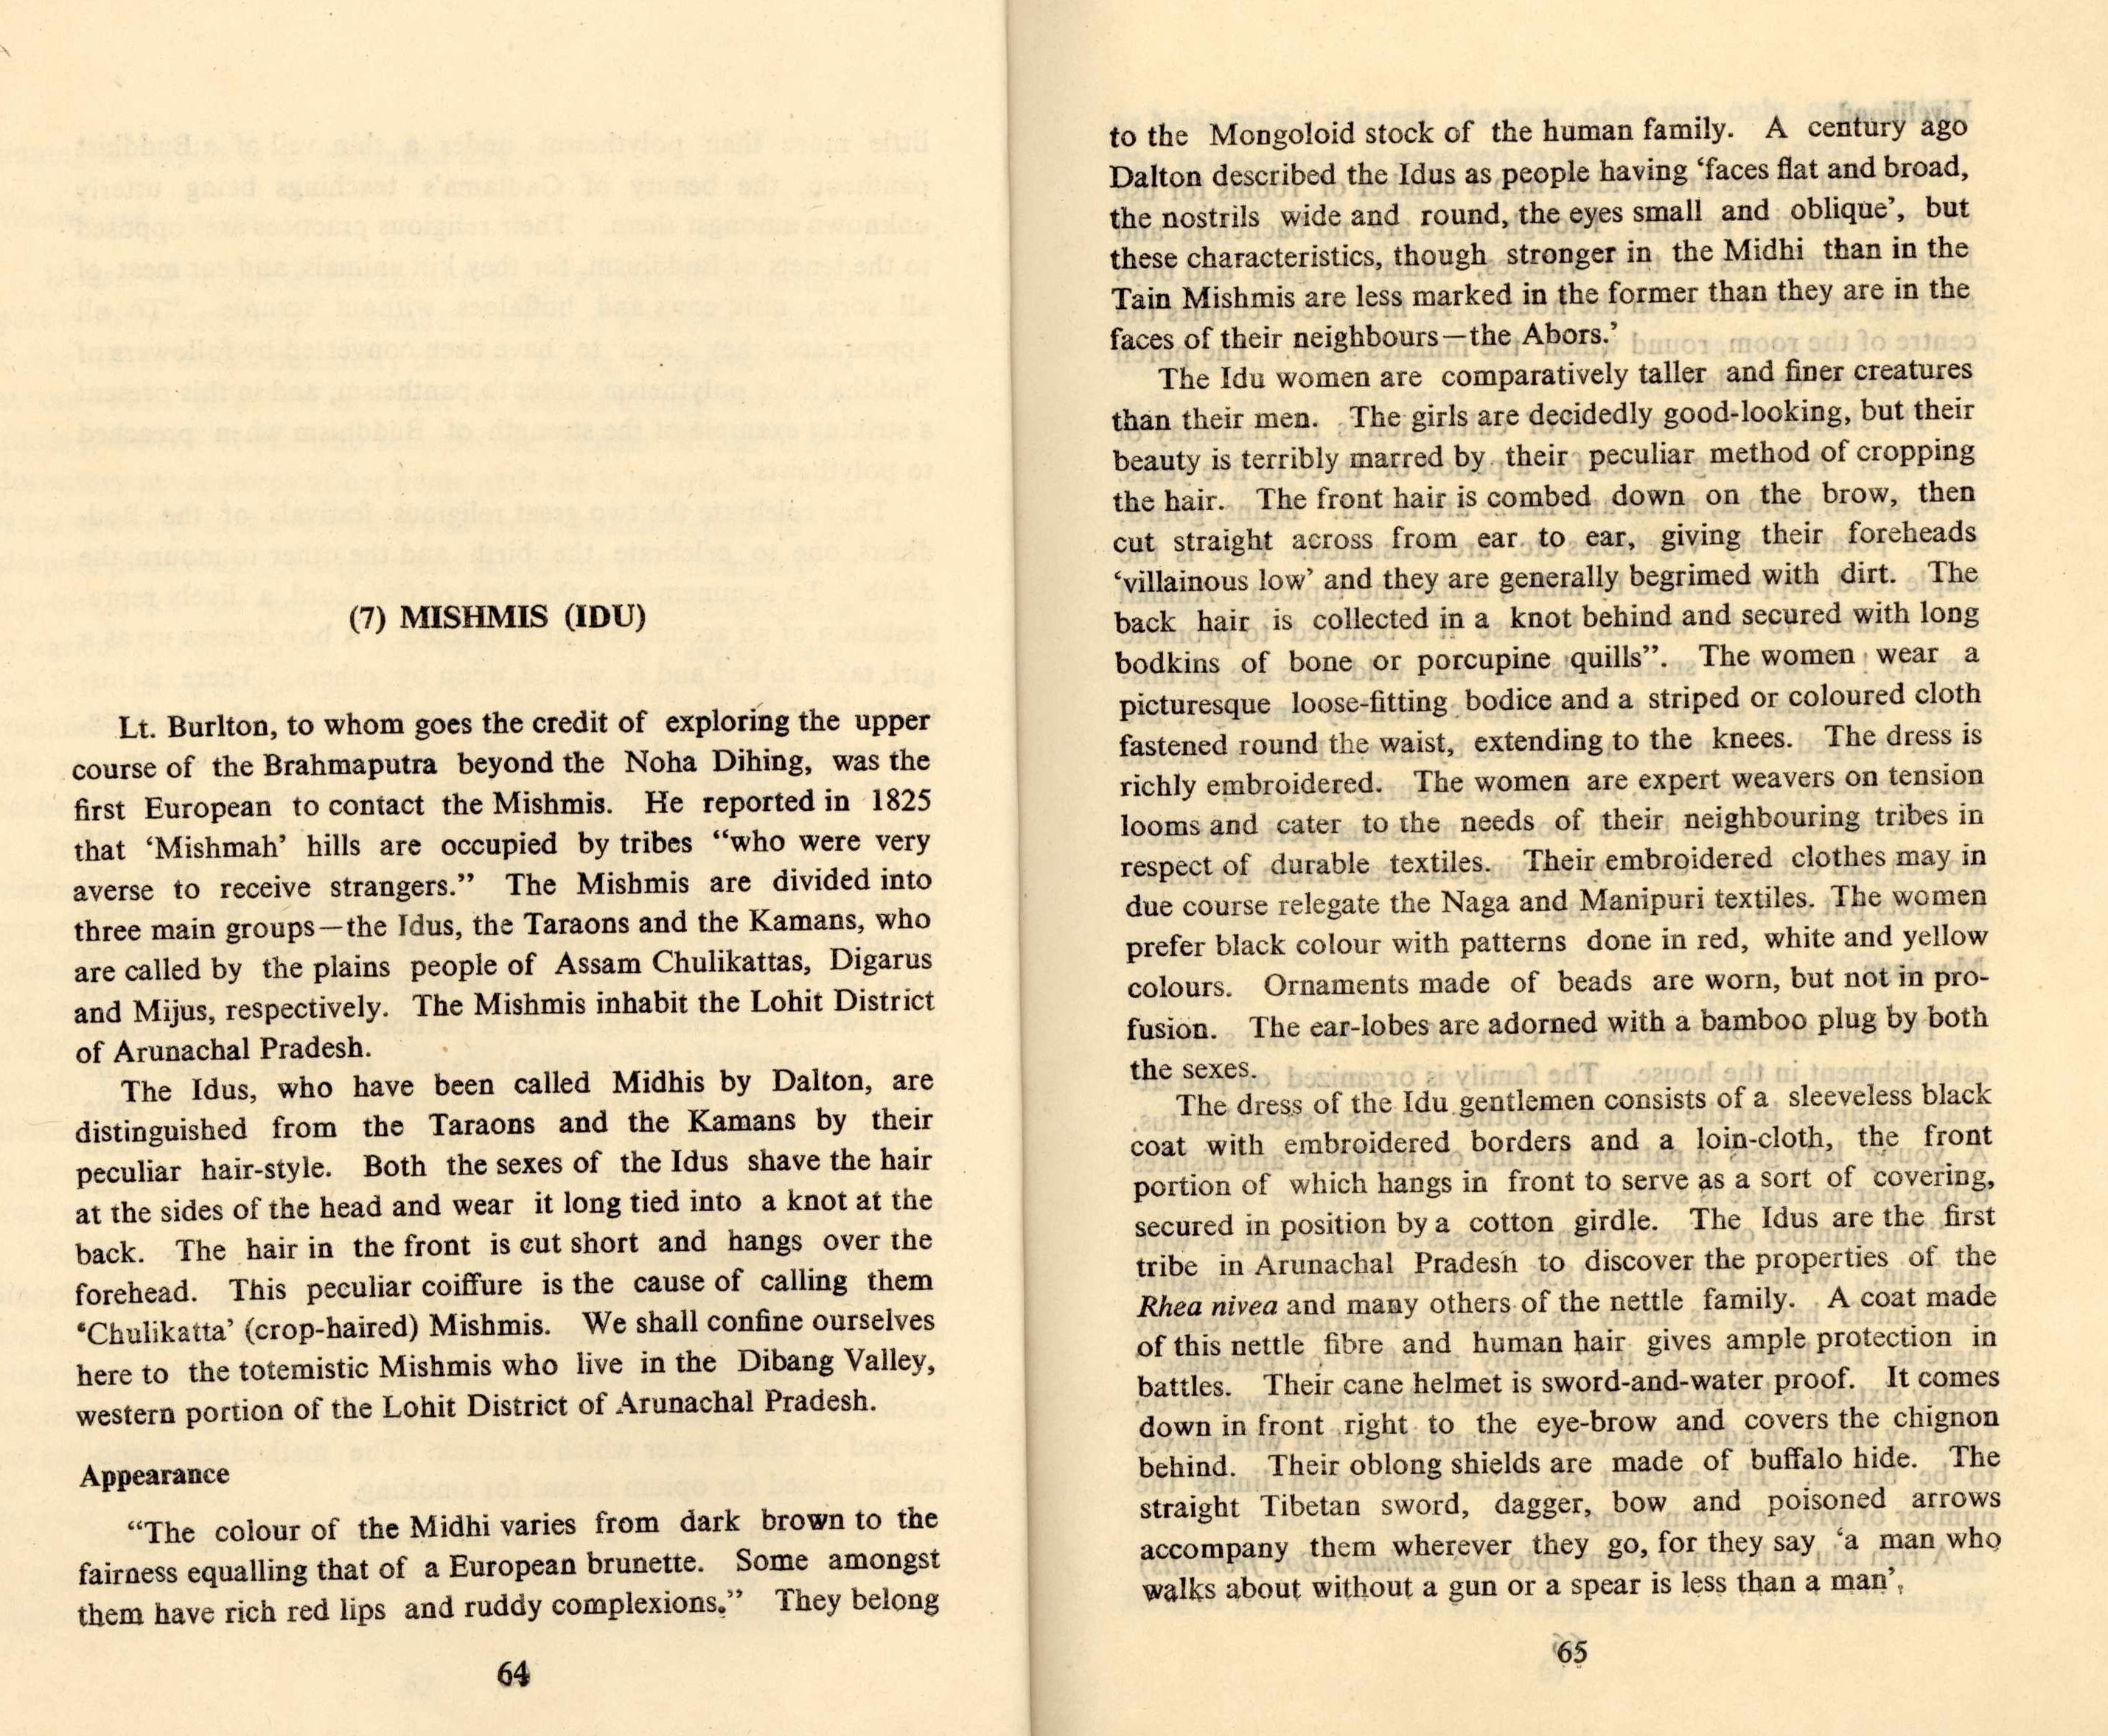 (7) MISHMIS (IDU)
Lt. Burlton, to whom goes the credit of exploring the upper
course of the Brahmaputra beyond the Noha Dihing, was the
first European to contact the Mishmis. He reported in 1825
that ‘Mishmah’ hills are occupied by tribes “who were very
averse to receive strangers.” The Mishmis are divided into
three main groups—the Idus, the Taraons and the Kamans, who
are called by the plains people of Assam Chulikattas, Digarus
and Mijus, respectively. The Mishmis inhabit the Lohit District
of Arunachal Pradesh.
The Idus, who have been called Midhis by Dalton, are
distinguished from the Taraons and the Kamans by their
peculiar hair-style. Both the sexes of the Idus shave the hair
at the sides of the head and wear it long tied into a knot at the
back. The hair in the front is cut short and hangs over the
forehead. This peculiar coiffure is the cause of calling them
‘Chulikatta’ (crop-haired) Mishmis. We shall confine ourselves
here to the totemistic Mishmis who live in the Dibang Valley,
western portion of the Lohit District of Arunachal Pradesh.
Appearance
“The colour of the Midhi varies from dark brown to the
fairness equalling that of a European brunette. Some amongst
them have rich red lips and ruddy complexions.” They belong
64
to the Mongoloid stock of the human family. A century ago
Dalton described the Idus as people having ‘faces flat and broad,
the nostrils wide and round, the eyes small and oblique’, but
these characteristics, though stronger in the Midhi than in the
Tain Mishmis are less marked in the former than they are in the
faces of their neighbours—the Abors.’
The Idu women are comparatively taller and finer creatures
than their men. The girls are decidedly good-looking, but their
beauty is terribly marred by their peculiar method of cropping
the hair. The front hair is combed down on the brow, then
cut straight across from ear to ear, giving their foreheads
‘villainous low’ and they are generally begrimed with dirt. The
back hair is collected in a knot behind and secured with long
bodkins of bone or porcupine quills”. The women wear a
picturesque loose-fitting bodice and a striped or coloured cloth
fastened round the waist, extending to the knees. The dress is
richly embroidered. The women are expert weavers on tension
looms and cater to the needs of their neighbouring tribes in
respect of durable textiles. Their embroidered clothes may in
due course relegate the Naga and Manipuri textiles. The women
prefer black colour with patterns done in red, white and yellow
colours. Ornaments made of beads are worn, but not in pro-
fusion. The ear-lobes are adorned with a bamboo plug by both
the sexes.
The dress of the Idu gentlemen consists of a sleeveless black
coat with embroidered borders and a loin-cloth, the front
portion of which hangs in front to serve as a sort of covering,
secured in position by a cotton girdle. The Idus are the first
tribe in Arunachal Pradesh to discover the properties of the
Rhea nivea and many others of the nettle family. A coat made
of this nettle fibre and human hair gives ample protection in
battles. Their cane helmet is sword-and-water proof. It comes
down in front right to the eye-brow and covers the chignon
behind. Their oblong shields are made of buffalo hide. The
straight Tibetan sword, dagger, bow and poisoned arrows
accompany them wherever they go, for they say ‘a man who
walks about without a gun or a spear is less than a man’.
65